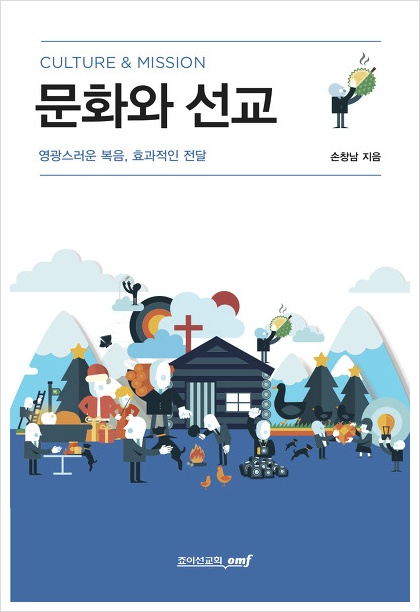 CULTURE & MISSION
문화와 선교
영광스러운 복음, 효과적인 전달
손창남 지음
죠이선교회 omf